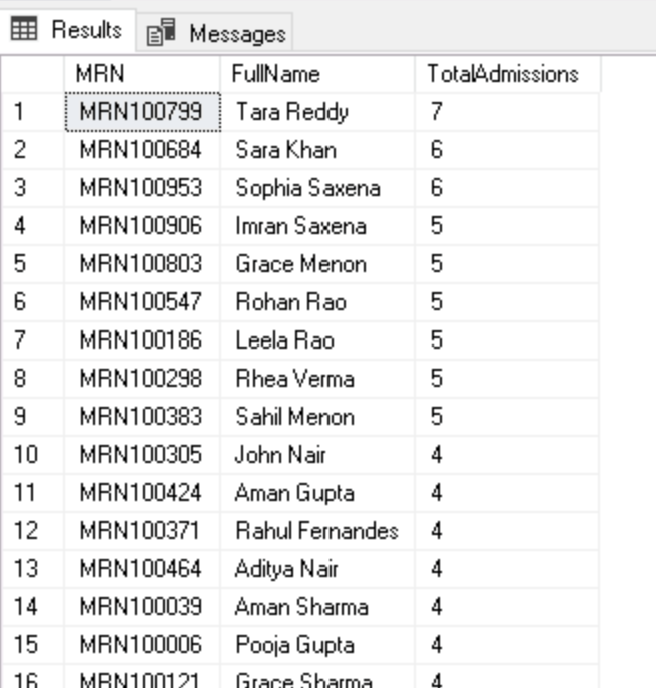 Results Messages
MRN FullName TotalAdmissions
1 MRN100799 Tara Reddy 7
2 MRN100684 Sara Khan 6
3 MRN100953 Sophia Saxena 6
4 MRN100906 Imran Saxena 5
5 MRN100803 Grace Menon 5
6 MRN100547 Rohan Rao 5
7 MRN100186 Leela Rao 5
8 MRN100298 Rhea Verma 5
9 MRN100383 Sahil Menon 5
10 MRN100305 John Nair 4
11 MRN100424 Aman Gupta 4
12 MRN100371 Rahul Fernandes 4
13 MRN100464 Aditya Nair 4
14 MRN100039 Aman Sharma 4
15 MRN100006 Pooja Gupta 4
16 MRN100121 Grace Sharma 4